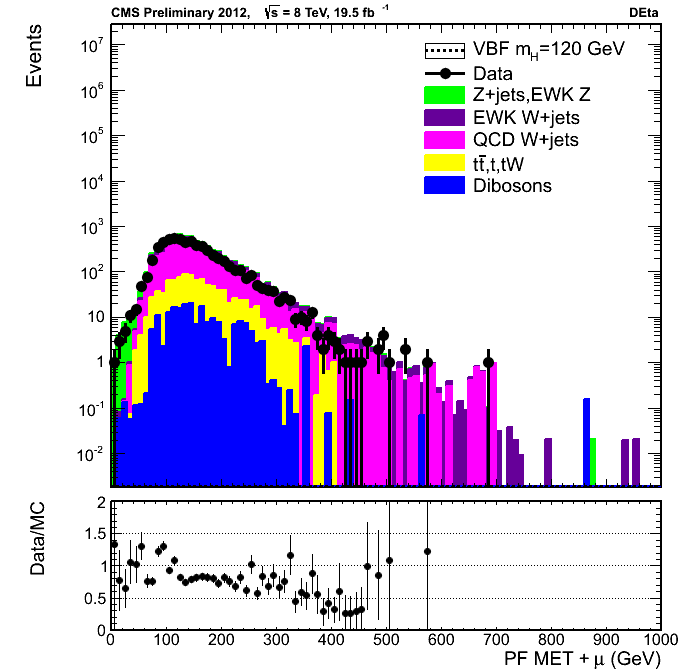 CMS Preliminary 2012, √s = 8 TeV, 19.5 fb⁻¹ DEta
Events
10⁷
10⁶
10⁵
10⁴
10³
10²
10
1
10⁻¹
10⁻²
VBF m_H=120 GeV
Data
Z+jets,EWK Z
EWK W+jets
QCD W+jets
tt̄,t,tW
Dibosons
Data/MC
2
1.5
1
0.5
0
0 100 200 300 400 500 600 700 800 900 1000
PF MET + μ (GeV)